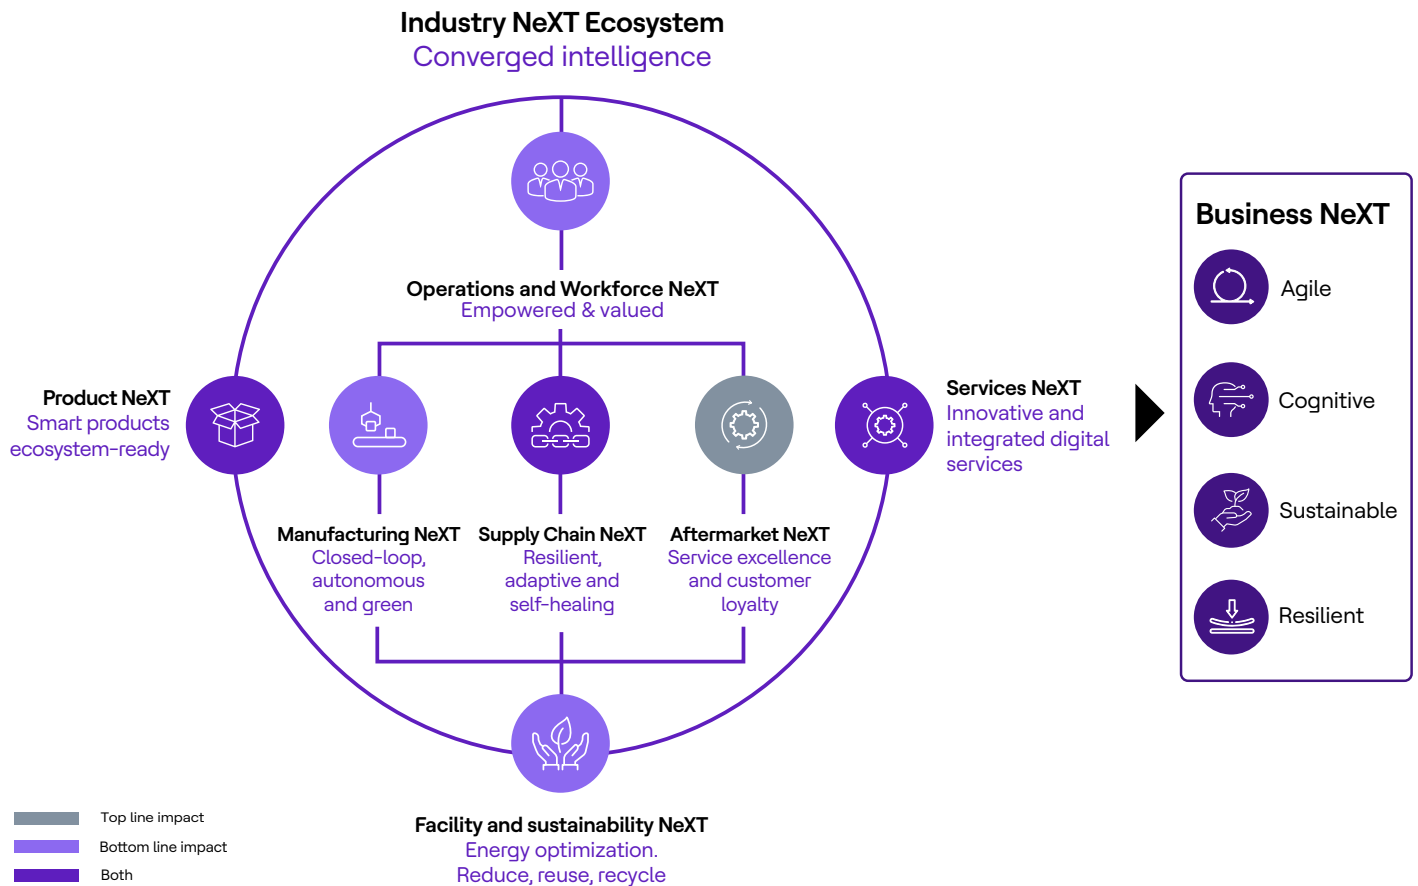 Industry NeXT Ecosystem
Converged intelligence
Operations and Workforce NeXT
Empowered & valued
Product NeXT
Smart products
ecosystem-ready
Manufacturing NeXT
Closed-loop,
autonomous
and green
Supply Chain NeXT
Resilient,
adaptive and
self-healing
Aftermarket NeXT
Service excellence
and customer
loyalty
Services NeXT
Innovative and
integrated digital
services
Facility and sustainability NeXT
Energy optimization.
Reduce, reuse, recycle
Top line impact
Bottom line impact
Both
Business NeXT
Agile
Cognitive
Sustainable
Resilient